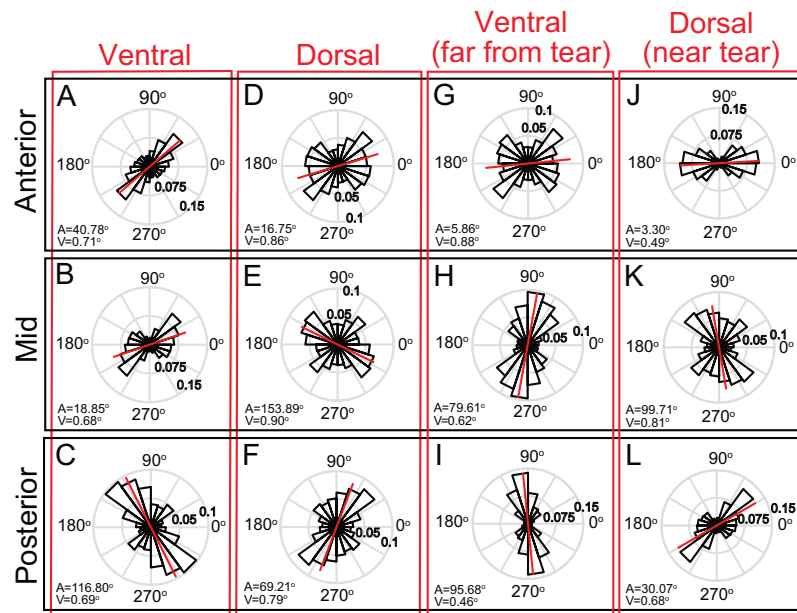 Ventral
Dorsal
Ventral
(far from tear)
Dorsal
(near tear)
Anterior
A
90°
180°
0°
0.075
0.15
270°
A=40.78°
V=0.71°
D
90°
180°
0°
0.05
0.1
270°
A=16.75°
V=0.86°
G
90°
0.1
0.05
180°
0°
270°
A=5.86°
V=0.88°
J
90°
0.15
0.075
180°
0°
270°
A=3.30°
V=0.49°
Mid
B
90°
180°
0°
0.075
0.15
270°
A=18.85°
V=0.68°
E
90°
0.1
0.05
180°
0°
270°
A=153.89°
V=0.90°
H
90°
0.1
0.05
180°
0°
270°
A=79.61°
V=0.62°
K
90°
0.1
0.05
180°
0°
270°
A=99.71°
V=0.81°
Posterior
C
90°
0.1
0.05
180°
0°
270°
A=116.80°
V=0.69°
F
90°
180°
0°
0.05
0.1
270°
A=69.21°
V=0.79°
I
90°
0.15
0.075
180°
0°
270°
A=95.68°
V=0.46°
L
90°
0.15
0.075
180°
0°
270°
A=30.07°
V=0.68°